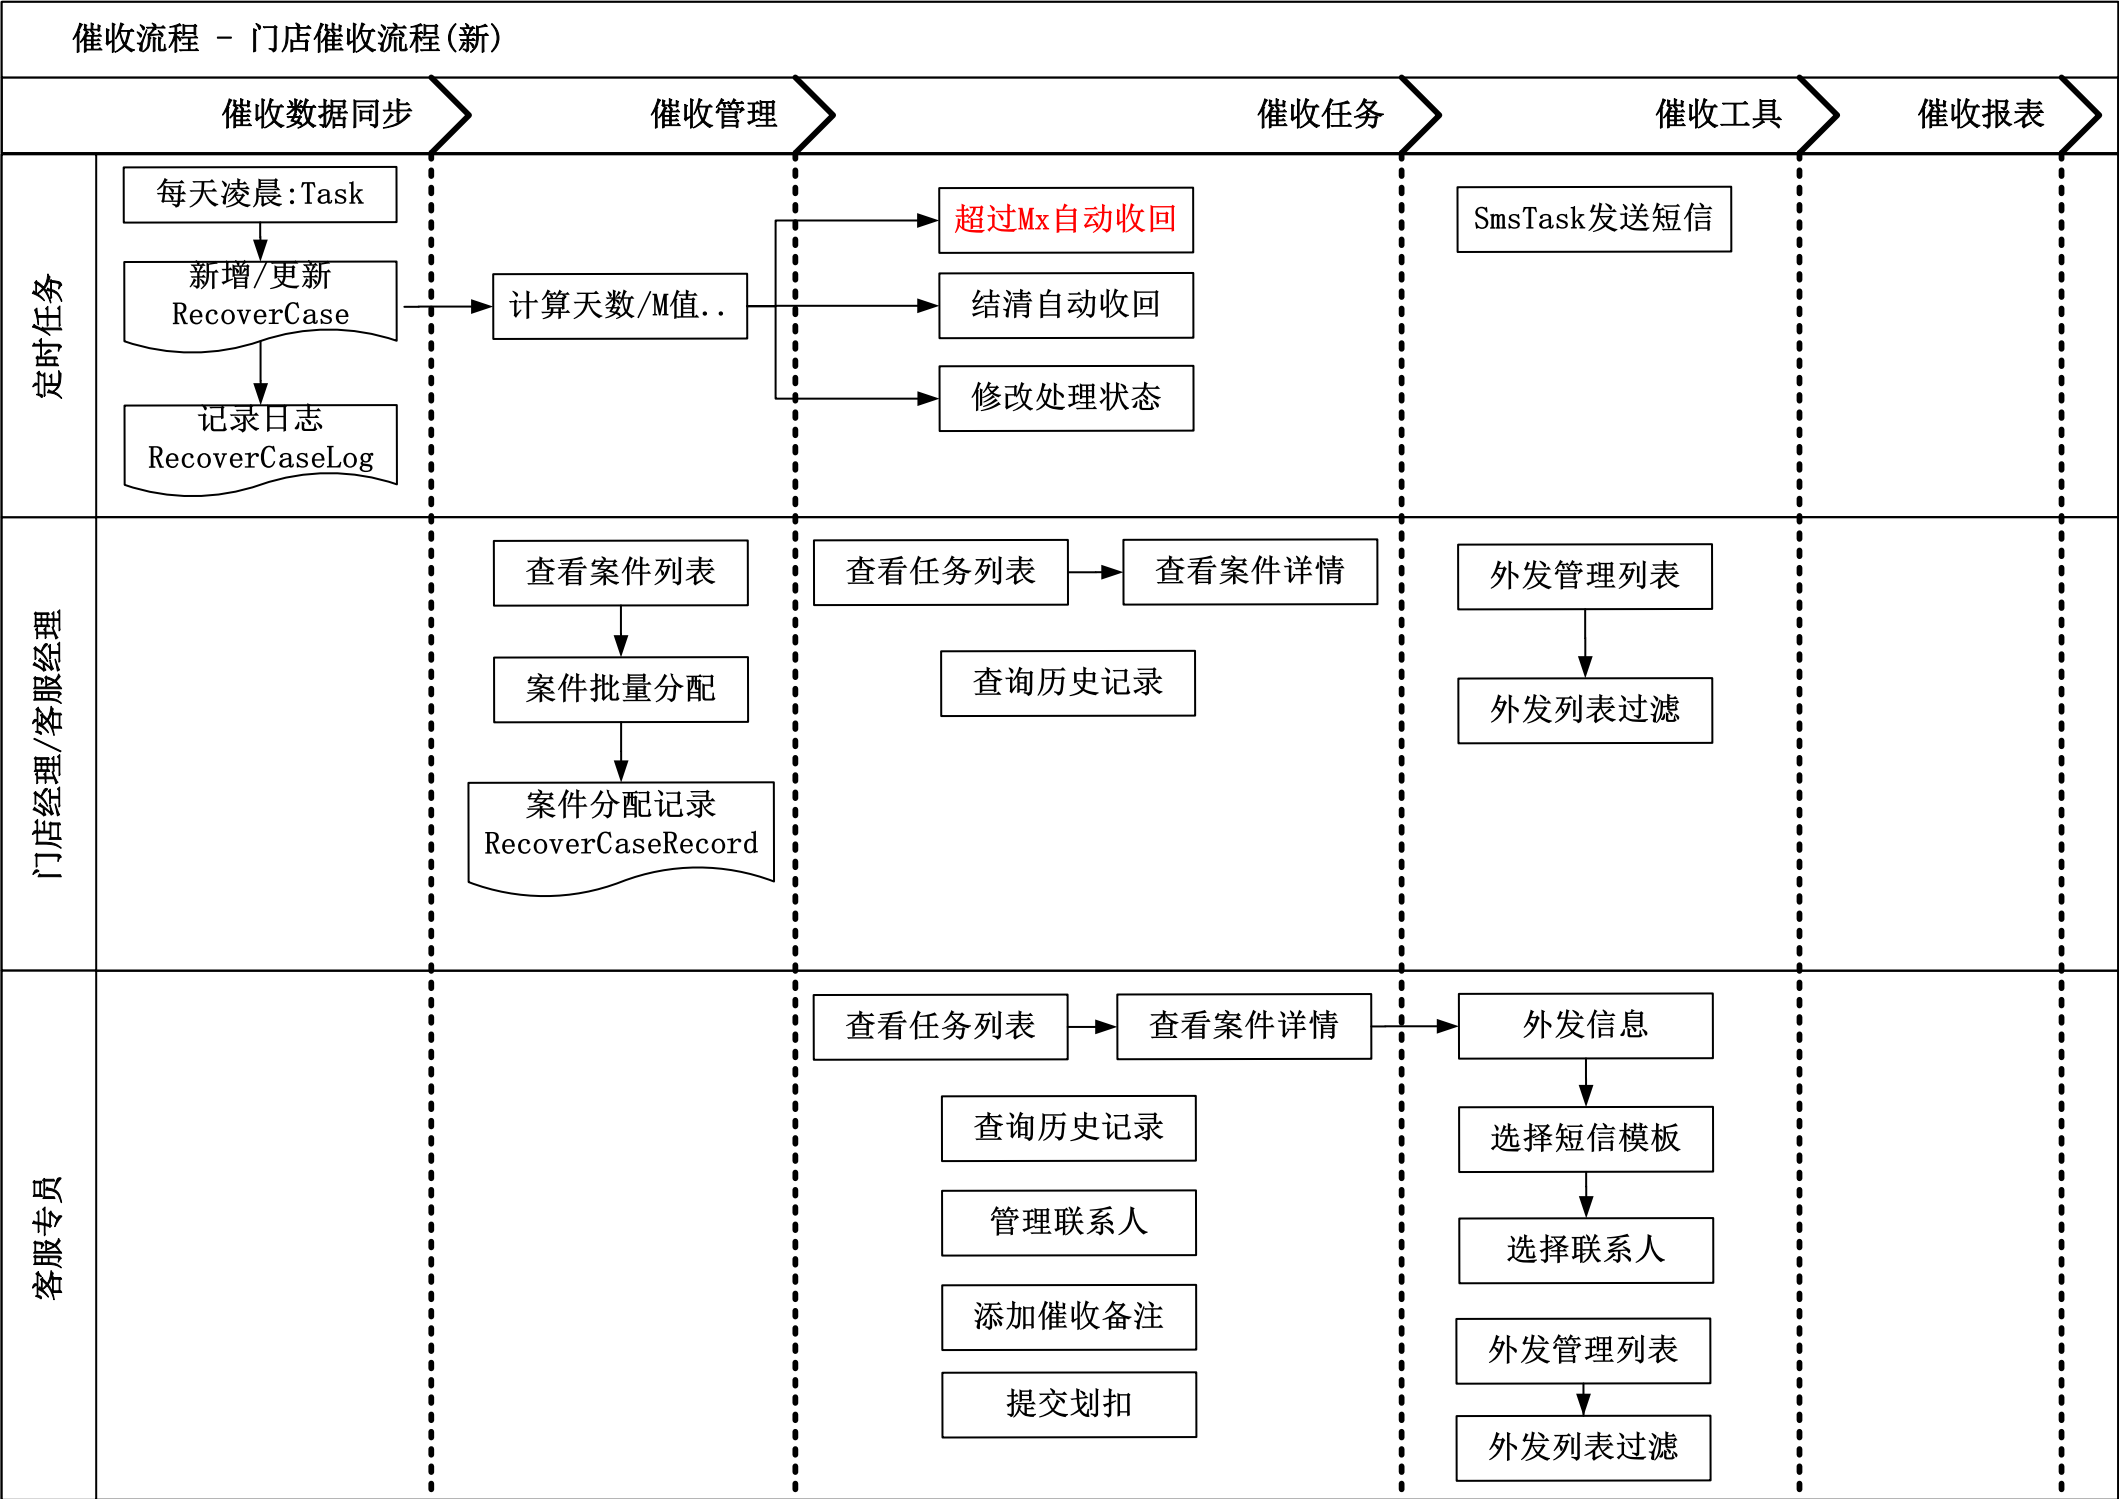 催收流程 - 门店催收流程(新)
催收数据同步
催收管理
催收任务
催收工具
催收报表
定时任务
每天凌晨:Task
新增/更新
RecoverCase
记录日志
RecoverCaseLog
计算天数/M值..
超过Mx自动收回
结清自动收回
修改处理状态
SmsTask发送短信
门店经理/客服经理
查看案件列表
案件批量分配
案件分配记录
RecoverCaseRecord
查看任务列表
查看案件详情
查询历史记录
外发管理列表
外发列表过滤
客服专员
查看任务列表
查看案件详情
查询历史记录
管理联系人
添加催收备注
提交划扣
外发信息
选择短信模板
选择联系人
外发管理列表
外发列表过滤